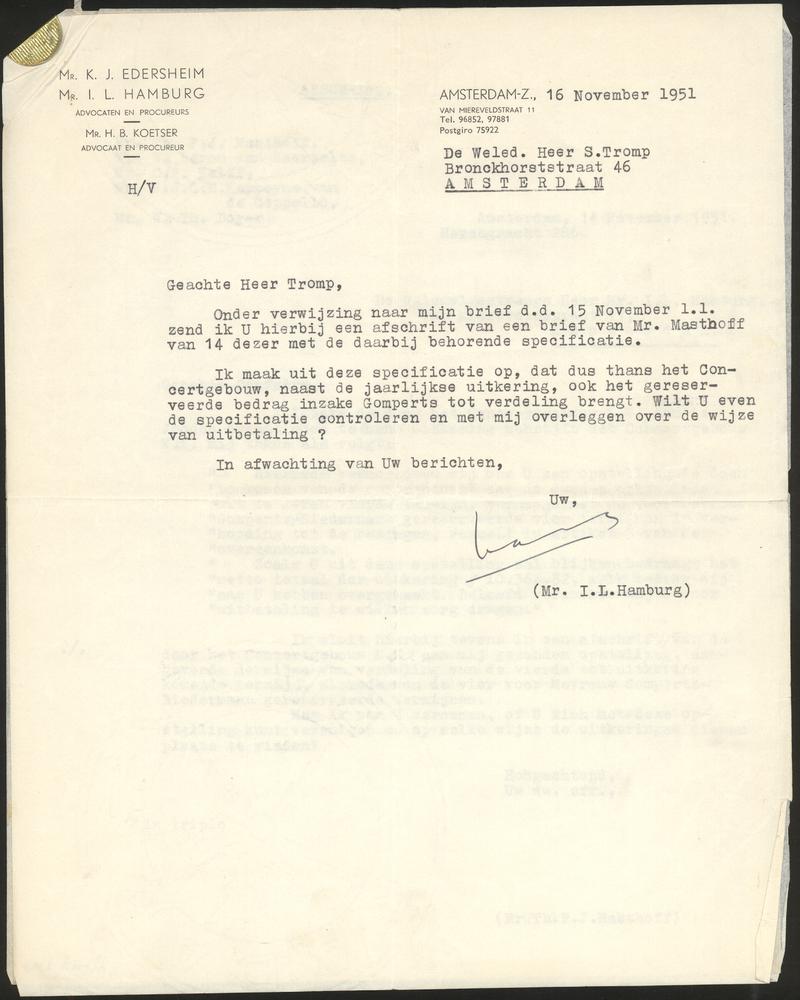 Mr. K. J. EDERSHEIM
Mr. I. L. HAMBURG
ADVOCATEN EN PROCUREURS
Mr. H. B. KOETSER
ADVOCAAT EN PROCUREUR
H/V
AMSTERDAM-Z., 16 November 1951
VAN MIEREVELDSTRAAT 11
Tel. 96852, 97881
Postgiro 75922
De Weled. Heer S.Tromp
Bronckhorststraat 46
AMSTERDAM
Geachte Heer Tromp,
Onder verwijzing naar mijn brief d.d. 15 November l.l.
zend ik U hierbij een afschrift van een brief van Mr. Masthoff
van 14 dezer met de daarbij behorende specificatie.
Ik maak uit deze specificatie op, dat dus thans het Con-
certgebouw, naast de jaarlijkse uitkering, ook het gereser-
veerde bedrag inzake Gomperts tot verdeling brengt. Wilt U even
de specificatie controleren en met mij overleggen over de wijze
van uitbetaling ?
In afwachting van Uw berichten,
Uw,
(Mr. I.L.Hamburg)